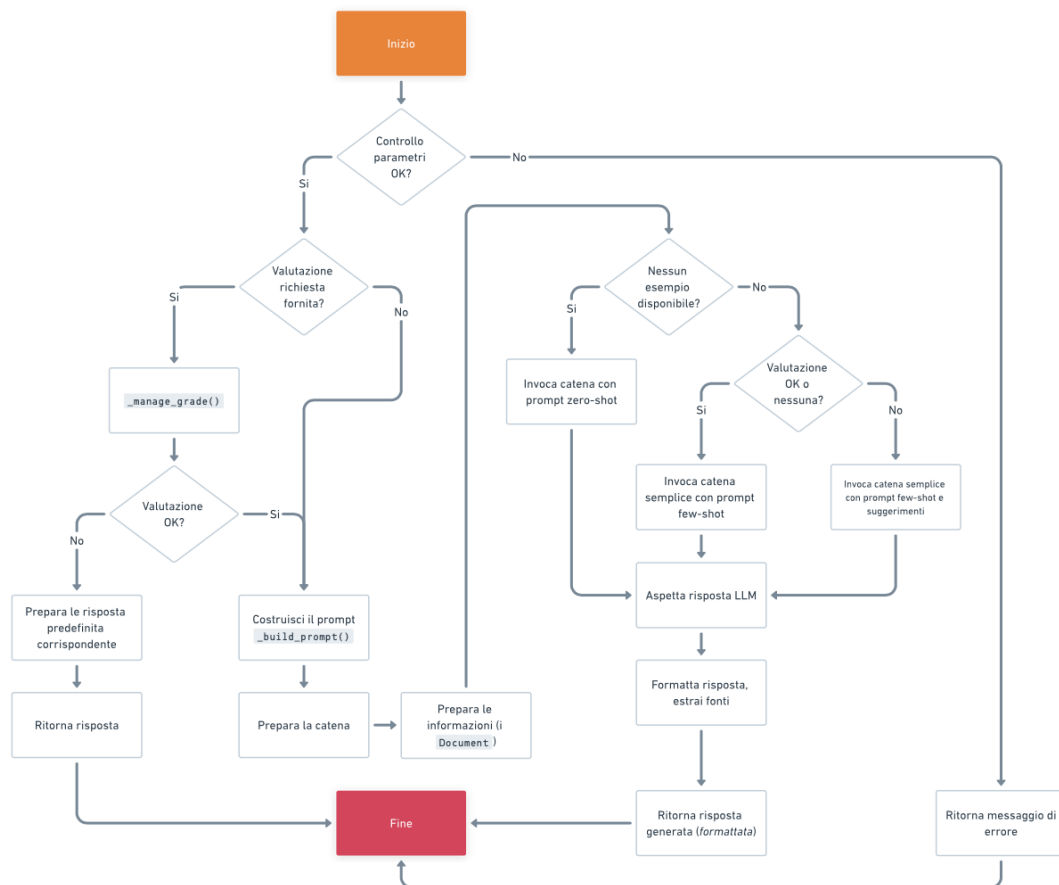 Inizio
Controllo
parametri
OK?
No
Si
Valutazione
richiesta
fornita?
Si
No
Nessun
esempio
disponibile?
No
Si
Valutazione
OK o
nessuna?
Si
No
_manage_grade()
Invoca catena con
prompt zero-shot
Invoca catena
semplice con prompt
few-shot
Invoca catena semplice
con prompt few-shot e
suggerimenti
Valutazione
OK?
Si
No
Prepara le risposta
predefinita
corrispondente
Costruisci il prompt
_build_prompt()
Aspetta risposta LLM
Ritorna risposta
Prepara la catena
Prepara le
informazioni (i
Document)
Formatta risposta,
estrai fonti
Fine
Ritorna risposta
generata (formattata)
Ritorna messaggio di
errore